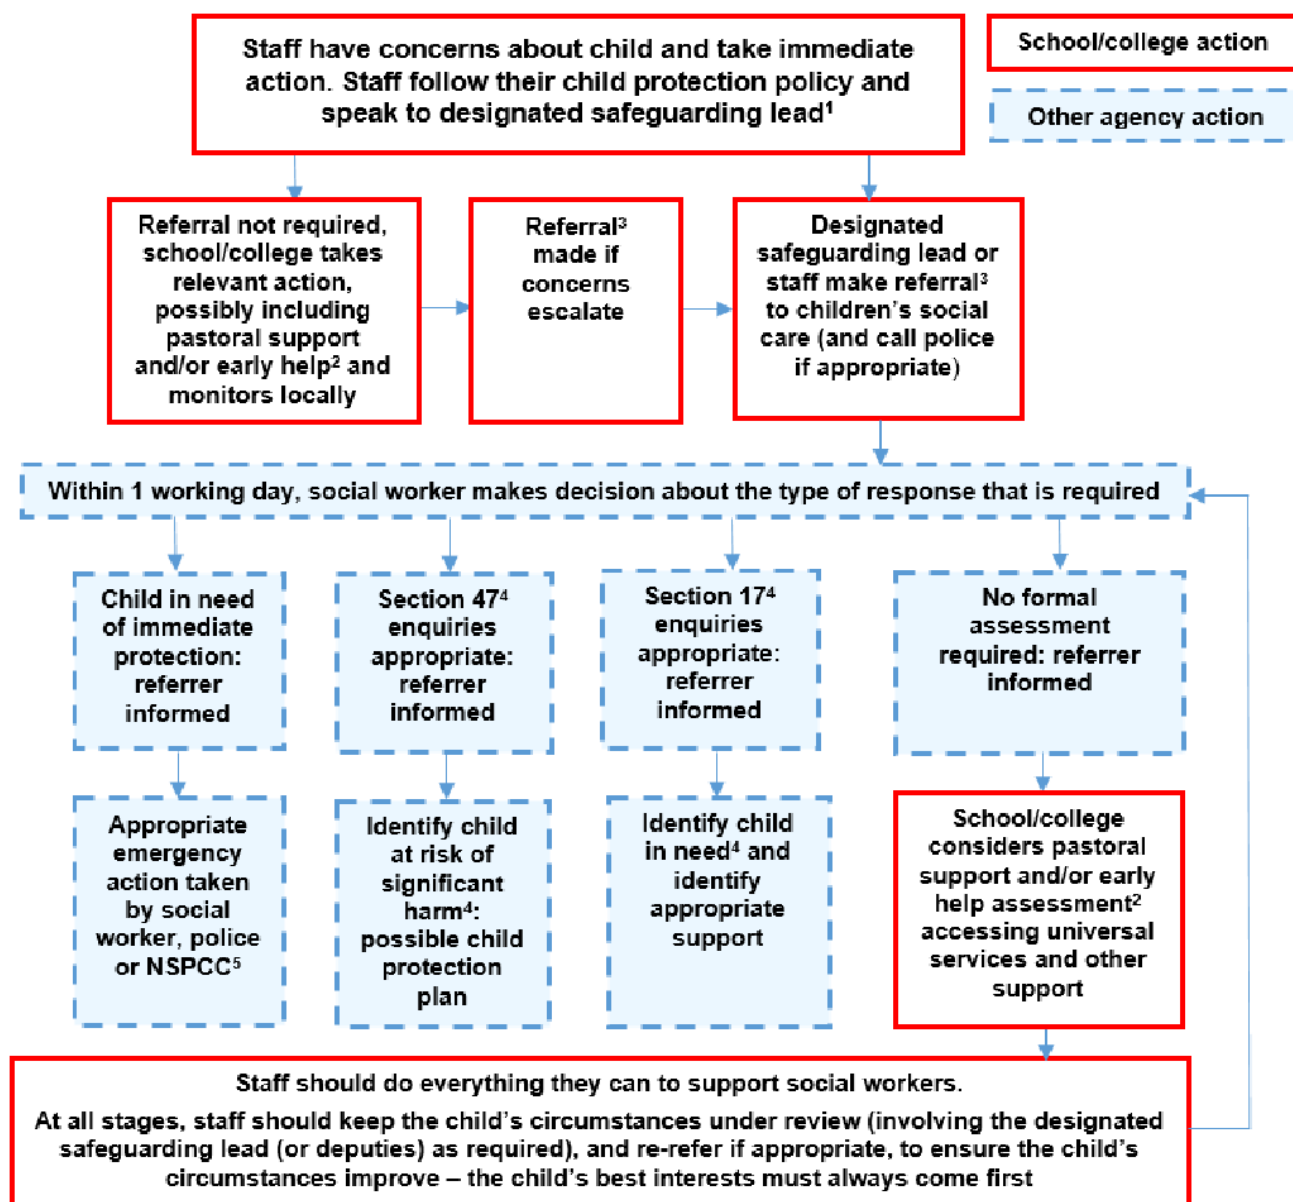 Staff have concerns about child and take immediate
action. Staff follow their child protection policy and
speak to designated safeguarding lead¹
School/college action
Other agency action
Referral not required,
school/college takes
relevant action,
possibly including
pastoral support
and/or early help² and
monitors locally
Referral³
made if
concerns
escalate
Designated
safeguarding lead or
staff make referral³
to children’s social
care (and call police
if appropriate)
Within 1 working day, social worker makes decision about the type of response that is required
Child in need
of immediate
protection:
referrer
informed
Section 47⁴
enquiries
appropriate:
referrer
informed
Section 17⁴
enquiries
appropriate:
referrer
informed
No formal
assessment
required: referrer
informed
Appropriate
emergency
action taken
by social
worker, police
or NSPCC⁵
Identify child
at risk of
significant
harm⁴:
possible child
protection
plan
Identify child
in need⁴ and
identify
appropriate
support
School/college
considers pastoral
support and/or early
help assessment²
accessing universal
services and other
support
Staff should do everything they can to support social workers.
At all stages, staff should keep the child’s circumstances under review (involving the designated
safeguarding lead (or deputies) as required), and re-refer if appropriate, to ensure the child’s
circumstances improve – the child’s best interests must always come first